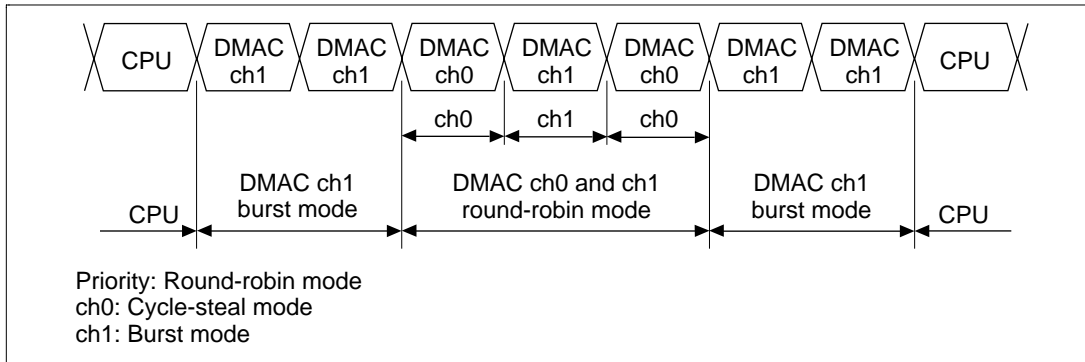 CPU DMAC ch1 DMAC ch1 DMAC ch0 DMAC ch1 DMAC ch0 DMAC ch1 DMAC ch1 CPU
ch0 ch1 ch0
CPU
DMAC ch1
burst mode
DMAC ch0 and ch1
round-robin mode
DMAC ch1
burst mode
CPU
Priority: Round-robin mode
ch0: Cycle-steal mode
ch1: Burst mode